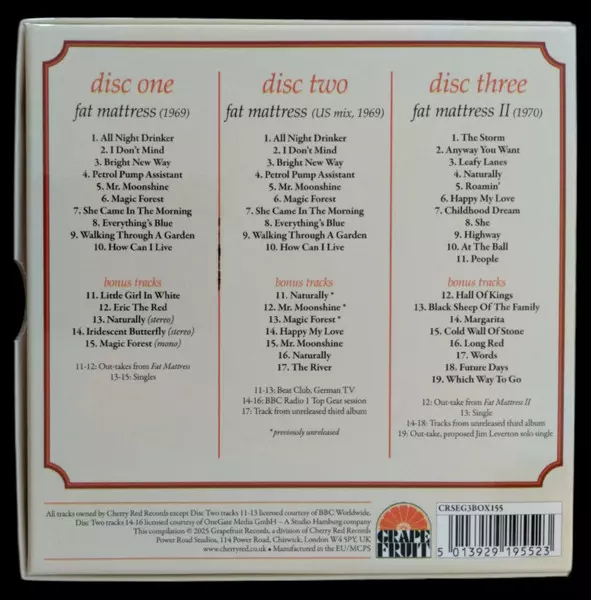 disc one
fat mattress (1969)
1. All Night Drinker
2. I Don't Mind
3. Bright New Way
4. Petrol Pump Assistant
5. Mr. Moonshine
6. Magic Forest
7. She Came In The Morning
8. Everything's Blue
9. Walking Through A Garden
10. How Can I Live
bonus tracks
11. Little Girl In White
12. Eric The Red
13. Naturally (stereo)
14. Iridescent Butterfly (stereo)
15. Magic Forest (mono)
11-12: Out-takes from Fat Mattress
13-15: Singles
disc two
fat mattress (US mix, 1969)
1. All Night Drinker
2. I Don't Mind
3. Bright New Way
4. Petrol Pump Assistant
5. Mr. Moonshine
6. Magic Forest
7. She Came In The Morning
8. Everything's Blue
9. Walking Through A Garden
10. How Can I Live
bonus tracks
11. Naturally *
12. Mr. Moonshine *
13. Magic Forest *
14. Happy My Love
15. Mr. Moonshine
16. Naturally
17. The River
11-13: Beat Club, German TV
14-16: BBC Radio 1 Top Gear session
17: Track from unreleased third album
* previously unreleased
disc three
fat mattress II (1970)
1. The Storm
2. Anyway You Want
3. Leafy Lanes
4. Naturally
5. Roamin'
6. Happy My Love
7. Childhood Dream
8. She
9. Highway
10. At The Ball
11. People
bonus tracks
12. Hall Of Kings
13. Black Sheep Of The Family
14. Margarita
15. Cold Wall Of Stone
16. Long Red
17. Words
18. Future Days
19. Which Way To Go
12: Out-take from Fat Mattress II
13: Single
14-18: Tracks from unreleased third album
19: Out-take, proposed Jim Leverton solo single
All tracks owned by Cherry Red Records except Disc Two tracks 11-13 licensed courtesy of BBC Worldwide,
Disc Two tracks 14-16 licensed courtesy of OneGate Media GmbH – A Studio Hamburg company
This compilation © 2025 Grapefruit Records, a division of Cherry Red Records
Power Road Studios, 114 Power Road, Chiswick, London W4 5PY, UK
www.cherryred.co.uk • Manufactured in the EU/MCPS
GRAPE
FRUIT
CRSEG3BOX155
5 013929 195523